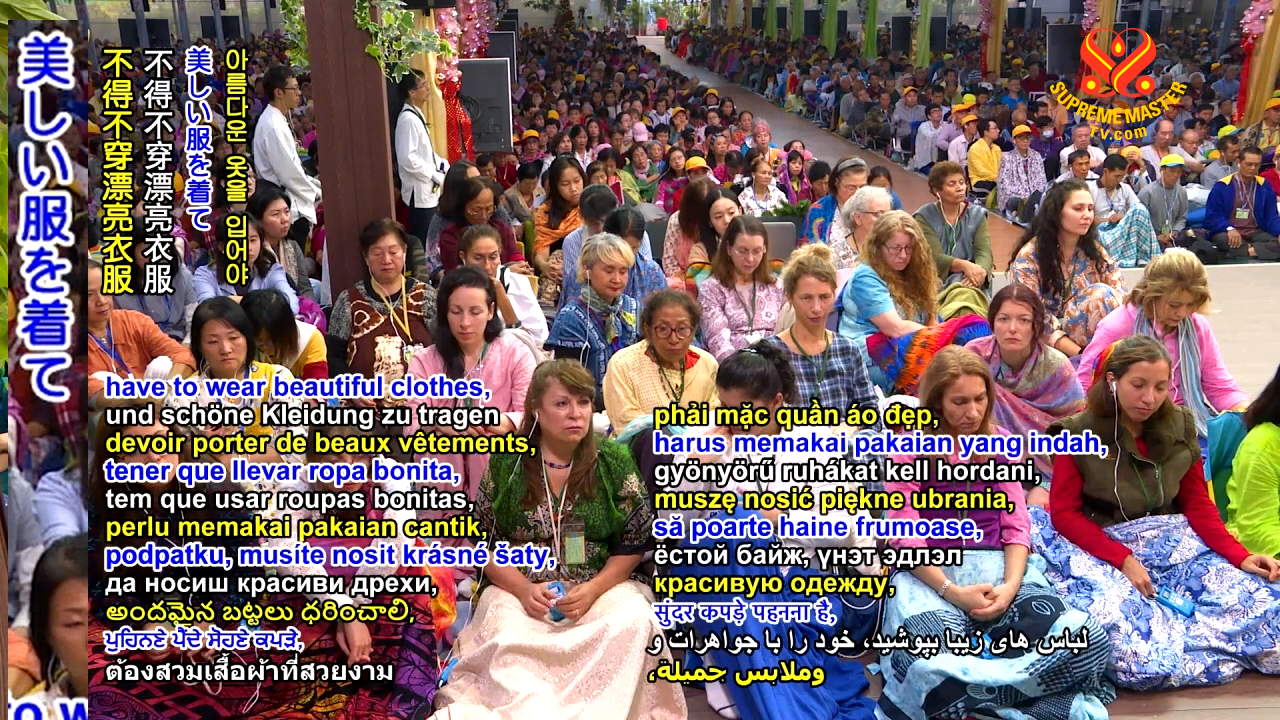 美しい服を着て
不得不穿漂亮衣服
不得不穿漂亮衣服
美しい服を着て
아름다운 옷을 입어야
SUPREME MASTER
TV.com
have to wear beautiful clothes,
und schöne Kleidung zu tragen
devoir porter de beaux vêtements,
tener que llevar ropa bonita,
tem que usar roupas bonitas,
perlu memakai pakaian cantik,
podpatku, musíte nosit krásné šaty,
да носиш красиви дрехи,
అందమైన బట్టలు ధరించాలి,
ਪੁਹਿਨਣੇ ਪੈਂਦੇ ਸੋਹਣੇ ਕਪੜੇ,
ต้องสวมเสื้อผ้าที่สวยงาม
phải mặc quần áo đẹp,
harus memakai pakaian yang indah,
gyönyörű ruhákat kell hordani,
muszę nosić piękne ubrania,
să poarte haine frumoase,
ёстой байж, үнэт эдлэл
красивую одежду,
सुंदर कपड़े पहनना है,
لباس های زیبا بپوشید، خود را با جواهرات و
وملابس جميلة،
to w